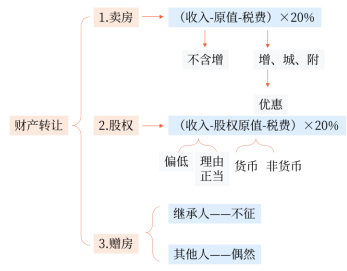 财产转让
1.卖房
（收入-原值-税费）×20%
不含增
增、城、附
优惠
2.股权
（收入-股权原值-税费）×20%
偏低
理由
正当
货币
非货币
3.赠房
继承人——不征
其他人——偶然